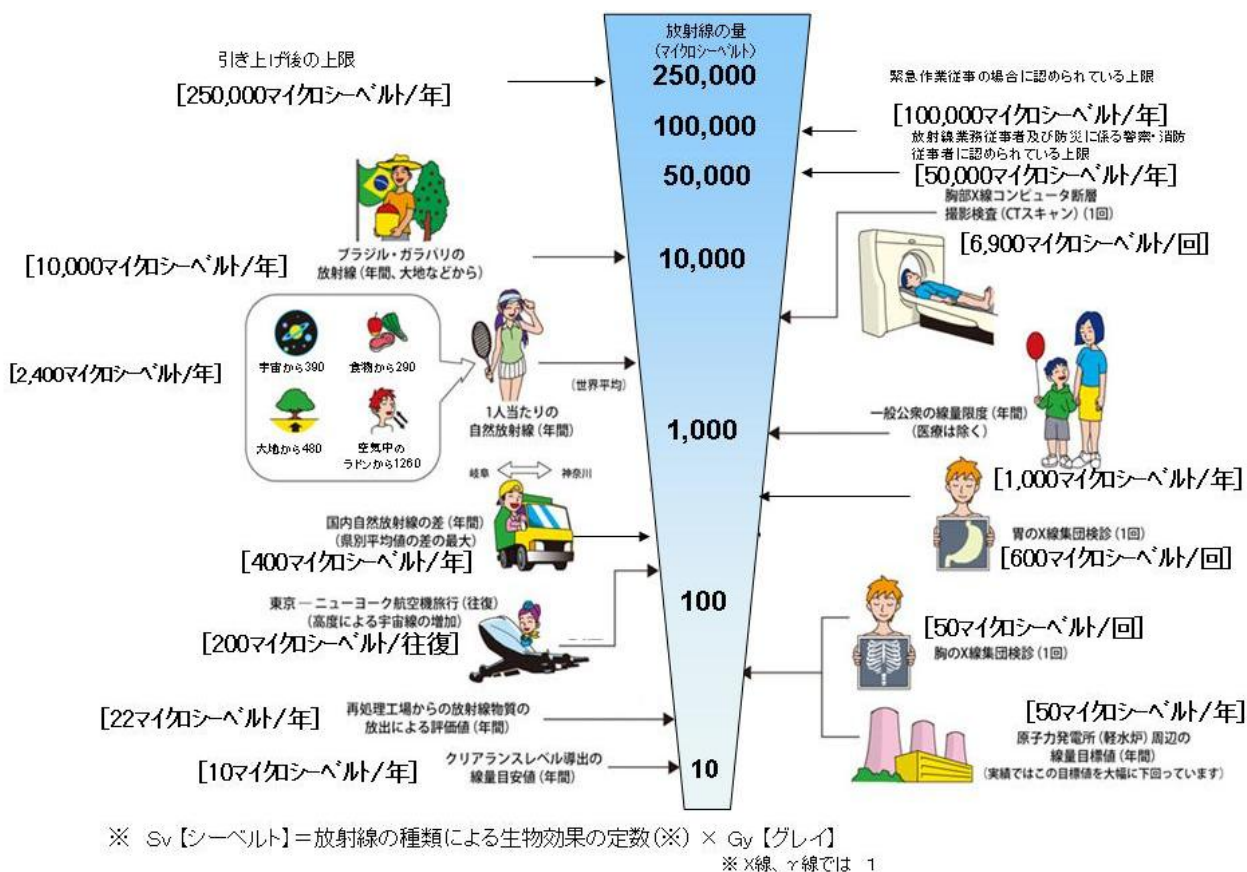 放射線の量
(マイクロシーベルト)
250,000
100,000
50,000
10,000
1,000
100
10
引き上げ後の上限
[250,000マイクロシーベルト/年]
ブラジル・ガラパリの
放射線(年間、大地などから)
[10,000マイクロシーベルト/年]
宇宙から390
食物から290
大地から480
空気中の
ラドンから1260
[2,400マイクロシーベルト/年]
1人当たりの
自然放射線(年間)
(世界平均)
岐阜
神奈川
国内自然放射線の差(年間)
(県別平均値の差の最大)
[400マイクロシーベルト/年]
東京―ニューヨーク航空機旅行(往復)
(高度による宇宙線の増加)
[200マイクロシーベルト/往復]
[22マイクロシーベルト/年]
再処理工場からの放射線物質の
放出による評価値(年間)
[10マイクロシーベルト/年]
クリアランスレベル導出の
線量目安値(年間)
緊急作業従事の場合に認められている上限
[100,000マイクロシーベルト/年]
放射線業務従事者及び防災に係る警察・消防
従事者に認められている上限
[50,000マイクロシーベルト/年]
胸部X線コンピュータ断層
撮影検査(CTスキャン)(1回)
[6,900マイクロシーベルト/回]
一般公衆の線量限度(年間)
(医療は除く)
[1,000マイクロシーベルト/年]
胃のX線集団検診(1回)
[600マイクロシーベルト/回]
[50マイクロシーベルト/回]
胸のX線集団検診(1回)
[50マイクロシーベルト/年]
原子力発電所(軽水炉)周辺の
線量目標値(年間)
(実績ではこの目標値を大幅に下回っています)
※ Sv【シーベルト】=放射線の種類による生物効果の定数(※) × Gy【グレイ】
※ X線、γ線では 1